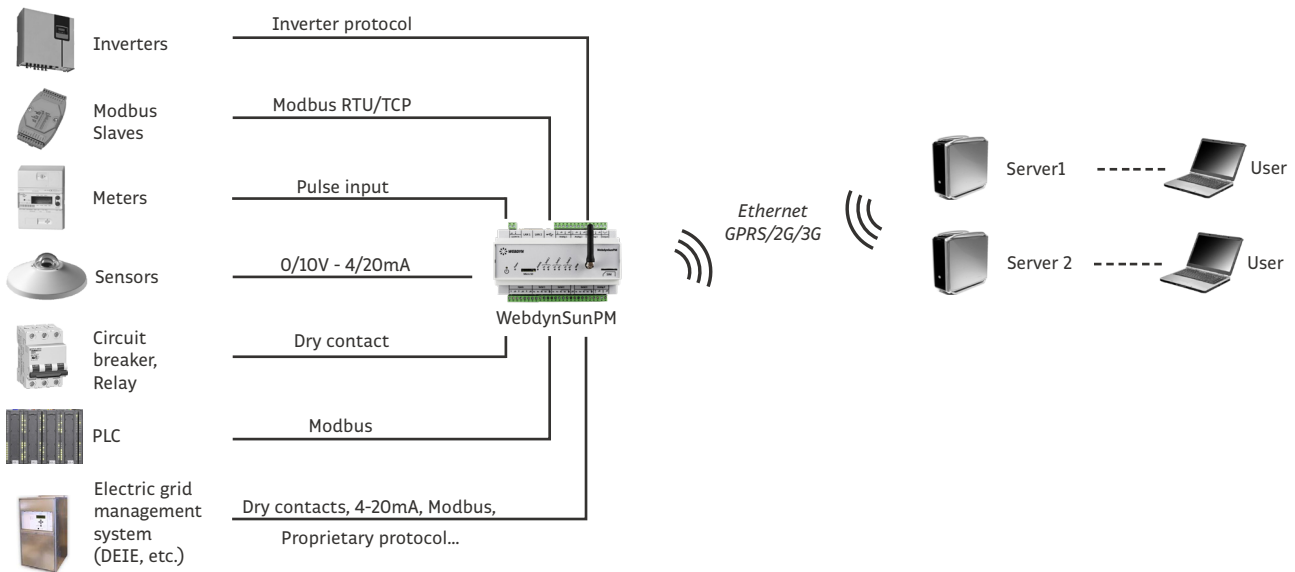 Inverters
Inverter protocol
Modbus
Slaves
Modbus RTU/TCP
Meters
Pulse input
Sensors
0/10V - 4/20mA
Circuit
breaker,
Relay
Dry contact
PLC
Modbus
Electric grid
management
system
(DEIE, etc.)
Dry contacts, 4-20mA, Modbus,
Proprietary protocol...
WebdynSunPM
Ethernet
GPRS/2G/3G
Server1
User
Server 2
User